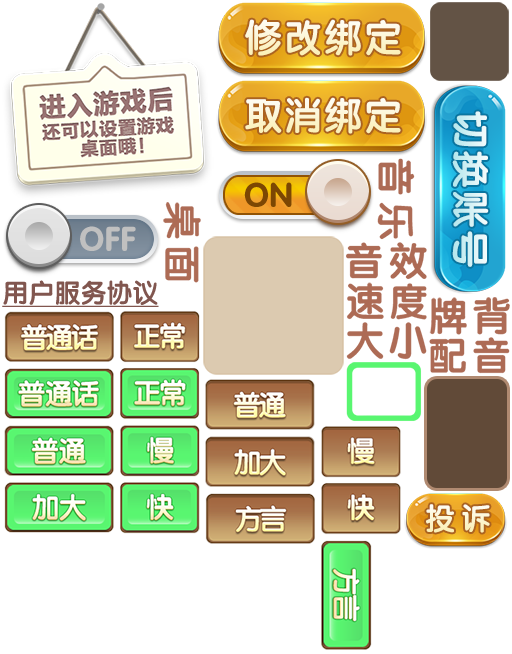 进入游戏后
还可以设置游戏
桌面哦！
修改绑定
取消绑定
切换账号
ON
OFF
桌面
音乐
音效
速度
大小
牌背
配音
用户服务协议
普通话
正常
普通话
正常
普通
慢
加大
快
普通
加大
方言
慢
快
投诉
方言